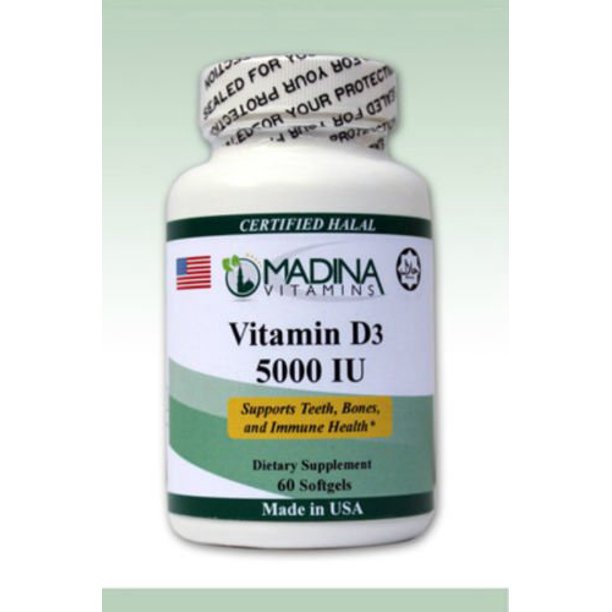 SEALED FOR YOUR PROTECTION
CERTIFIED HALAL
MADINA
VITAMINS
Vitamin D3
5000 IU
Supports Teeth, Bones,
and Immune Health*
Dietary Supplement
60 Softgels
Made in USA